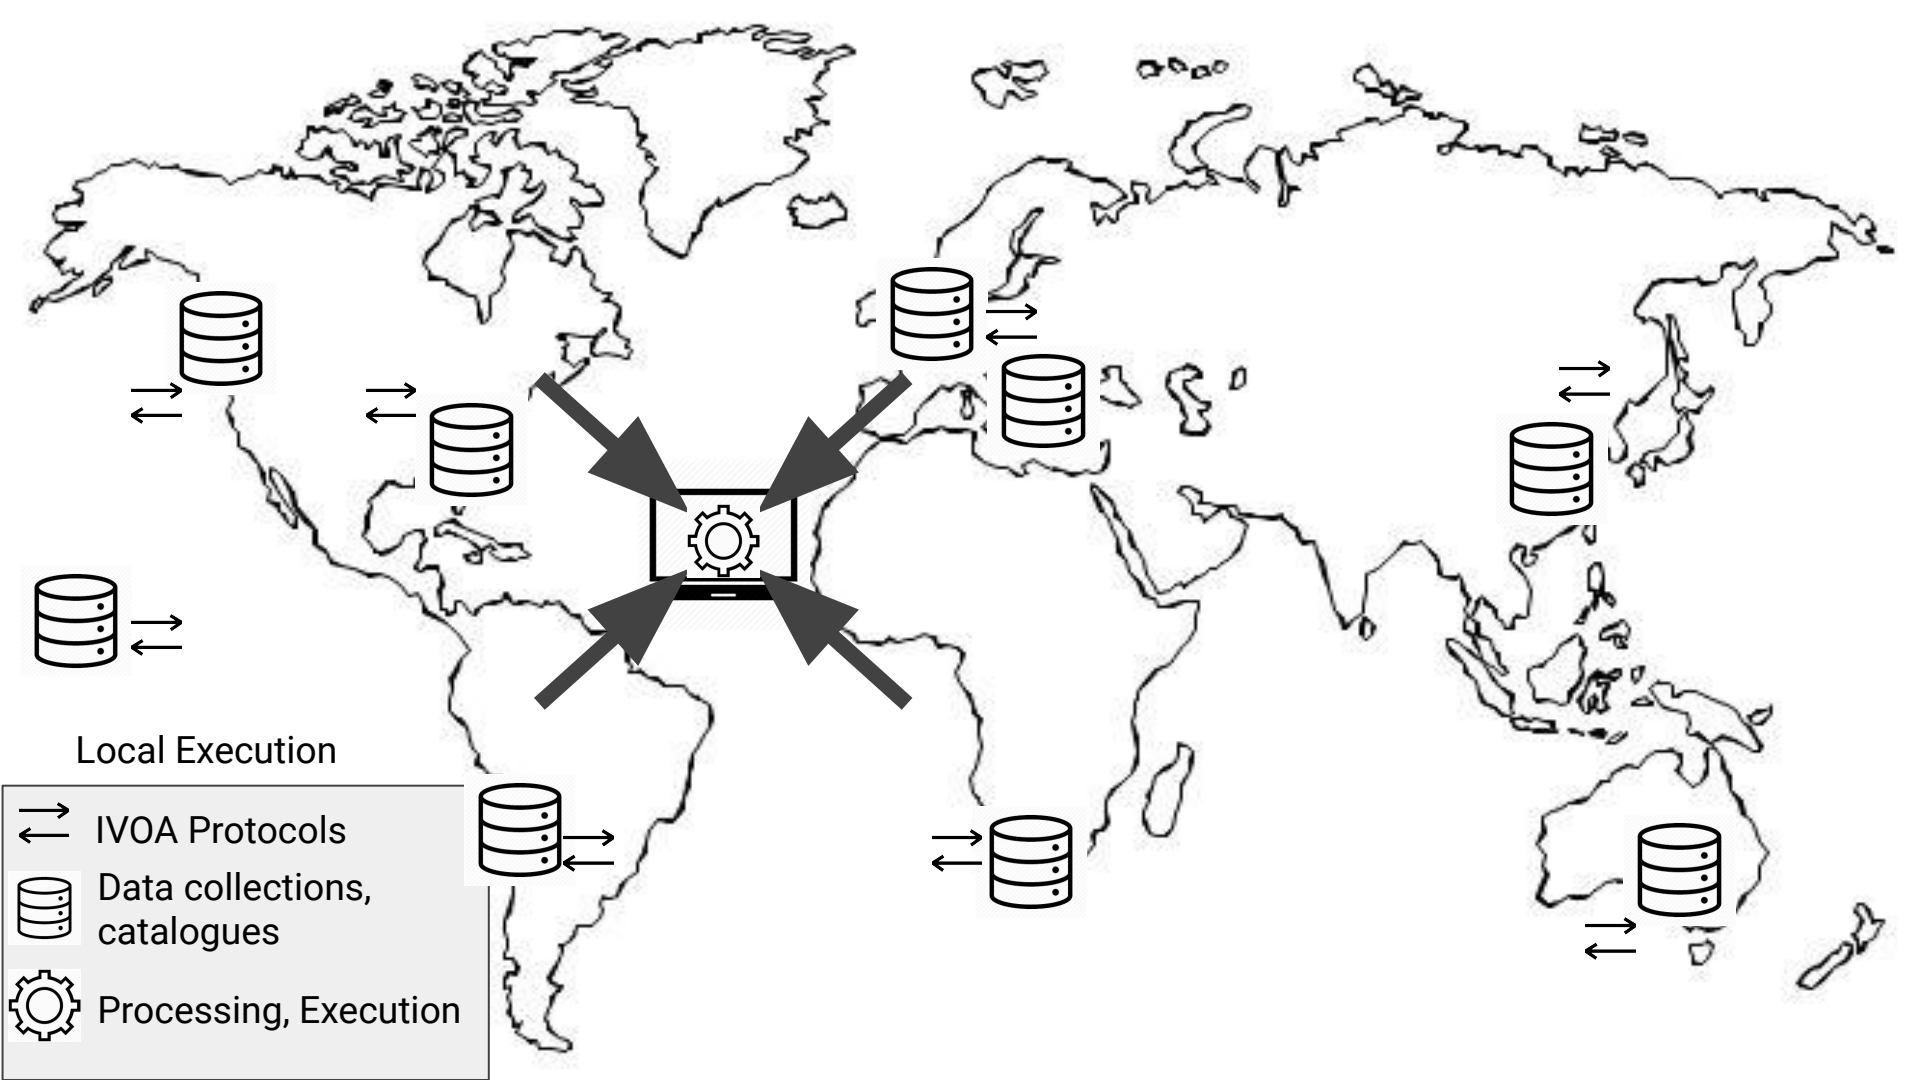 Local Execution
IVOA Protocols
Data collections,
catalogues
Processing, Execution